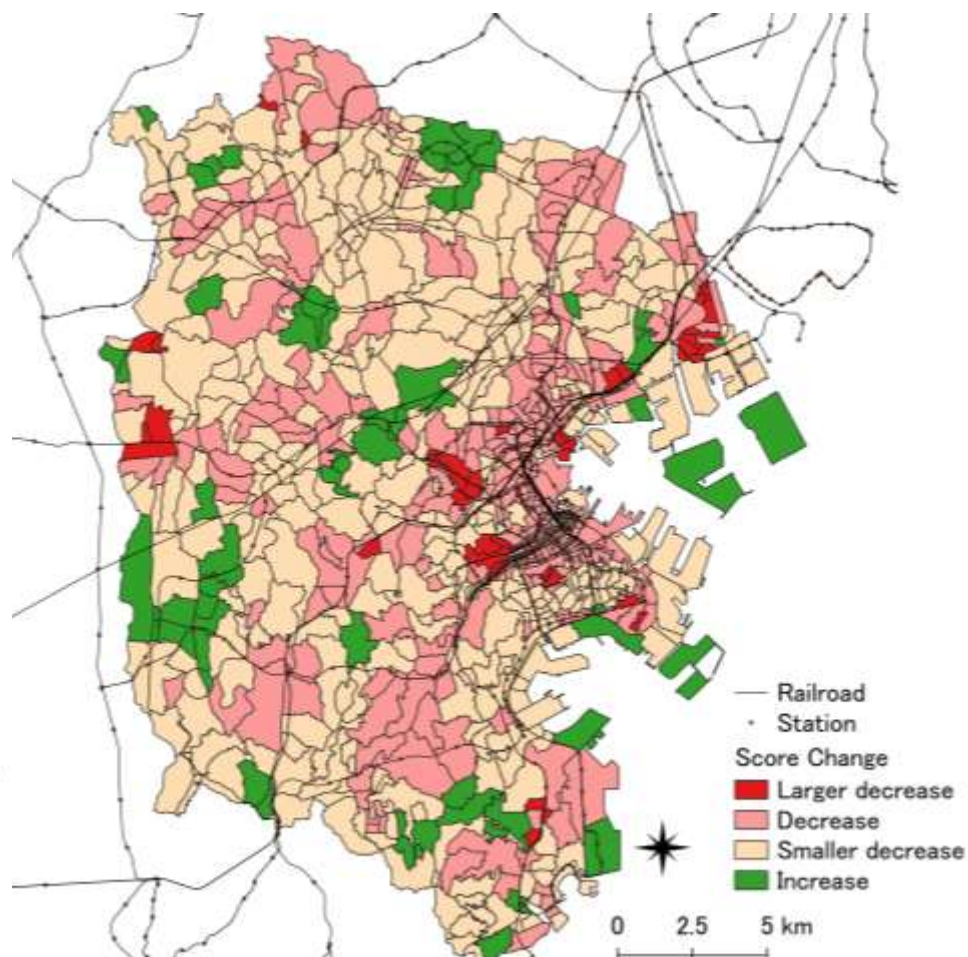 Railroad
Station
Score Change
Larger decrease
Decrease
Smaller decrease
Increase
0 2.5 5 km